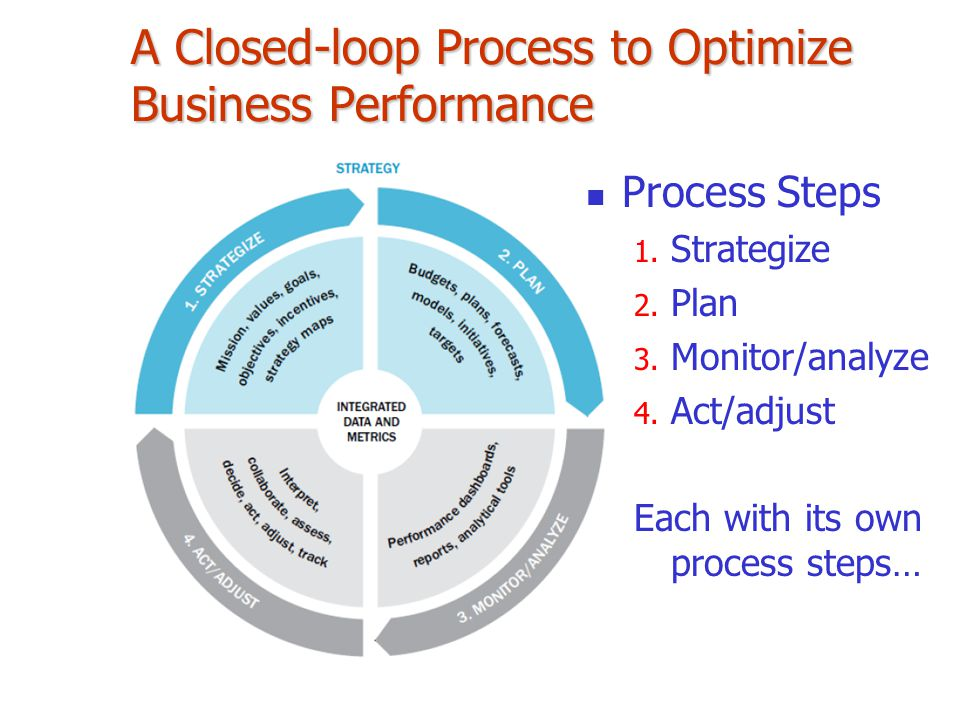 A Closed-loop Process to Optimize
Business Performance
STRATEGY
1. STRATEGIZE
2. PLAN
Mission, values, goals,
objectives, incentives,
strategy maps
Budgets, plans, forecasts,
models, initiatives,
targets
INTEGRATED
DATA AND
METRICS
Interpret,
collaborate, assess,
decide, act, adjust, track
Performance dashboards,
reports, analytical tools
4. ACT/ADJUST
3. MONITOR/ANALYZE
Process Steps
1. Strategize
2. Plan
3. Monitor/analyze
4. Act/adjust
Each with its own
process steps…